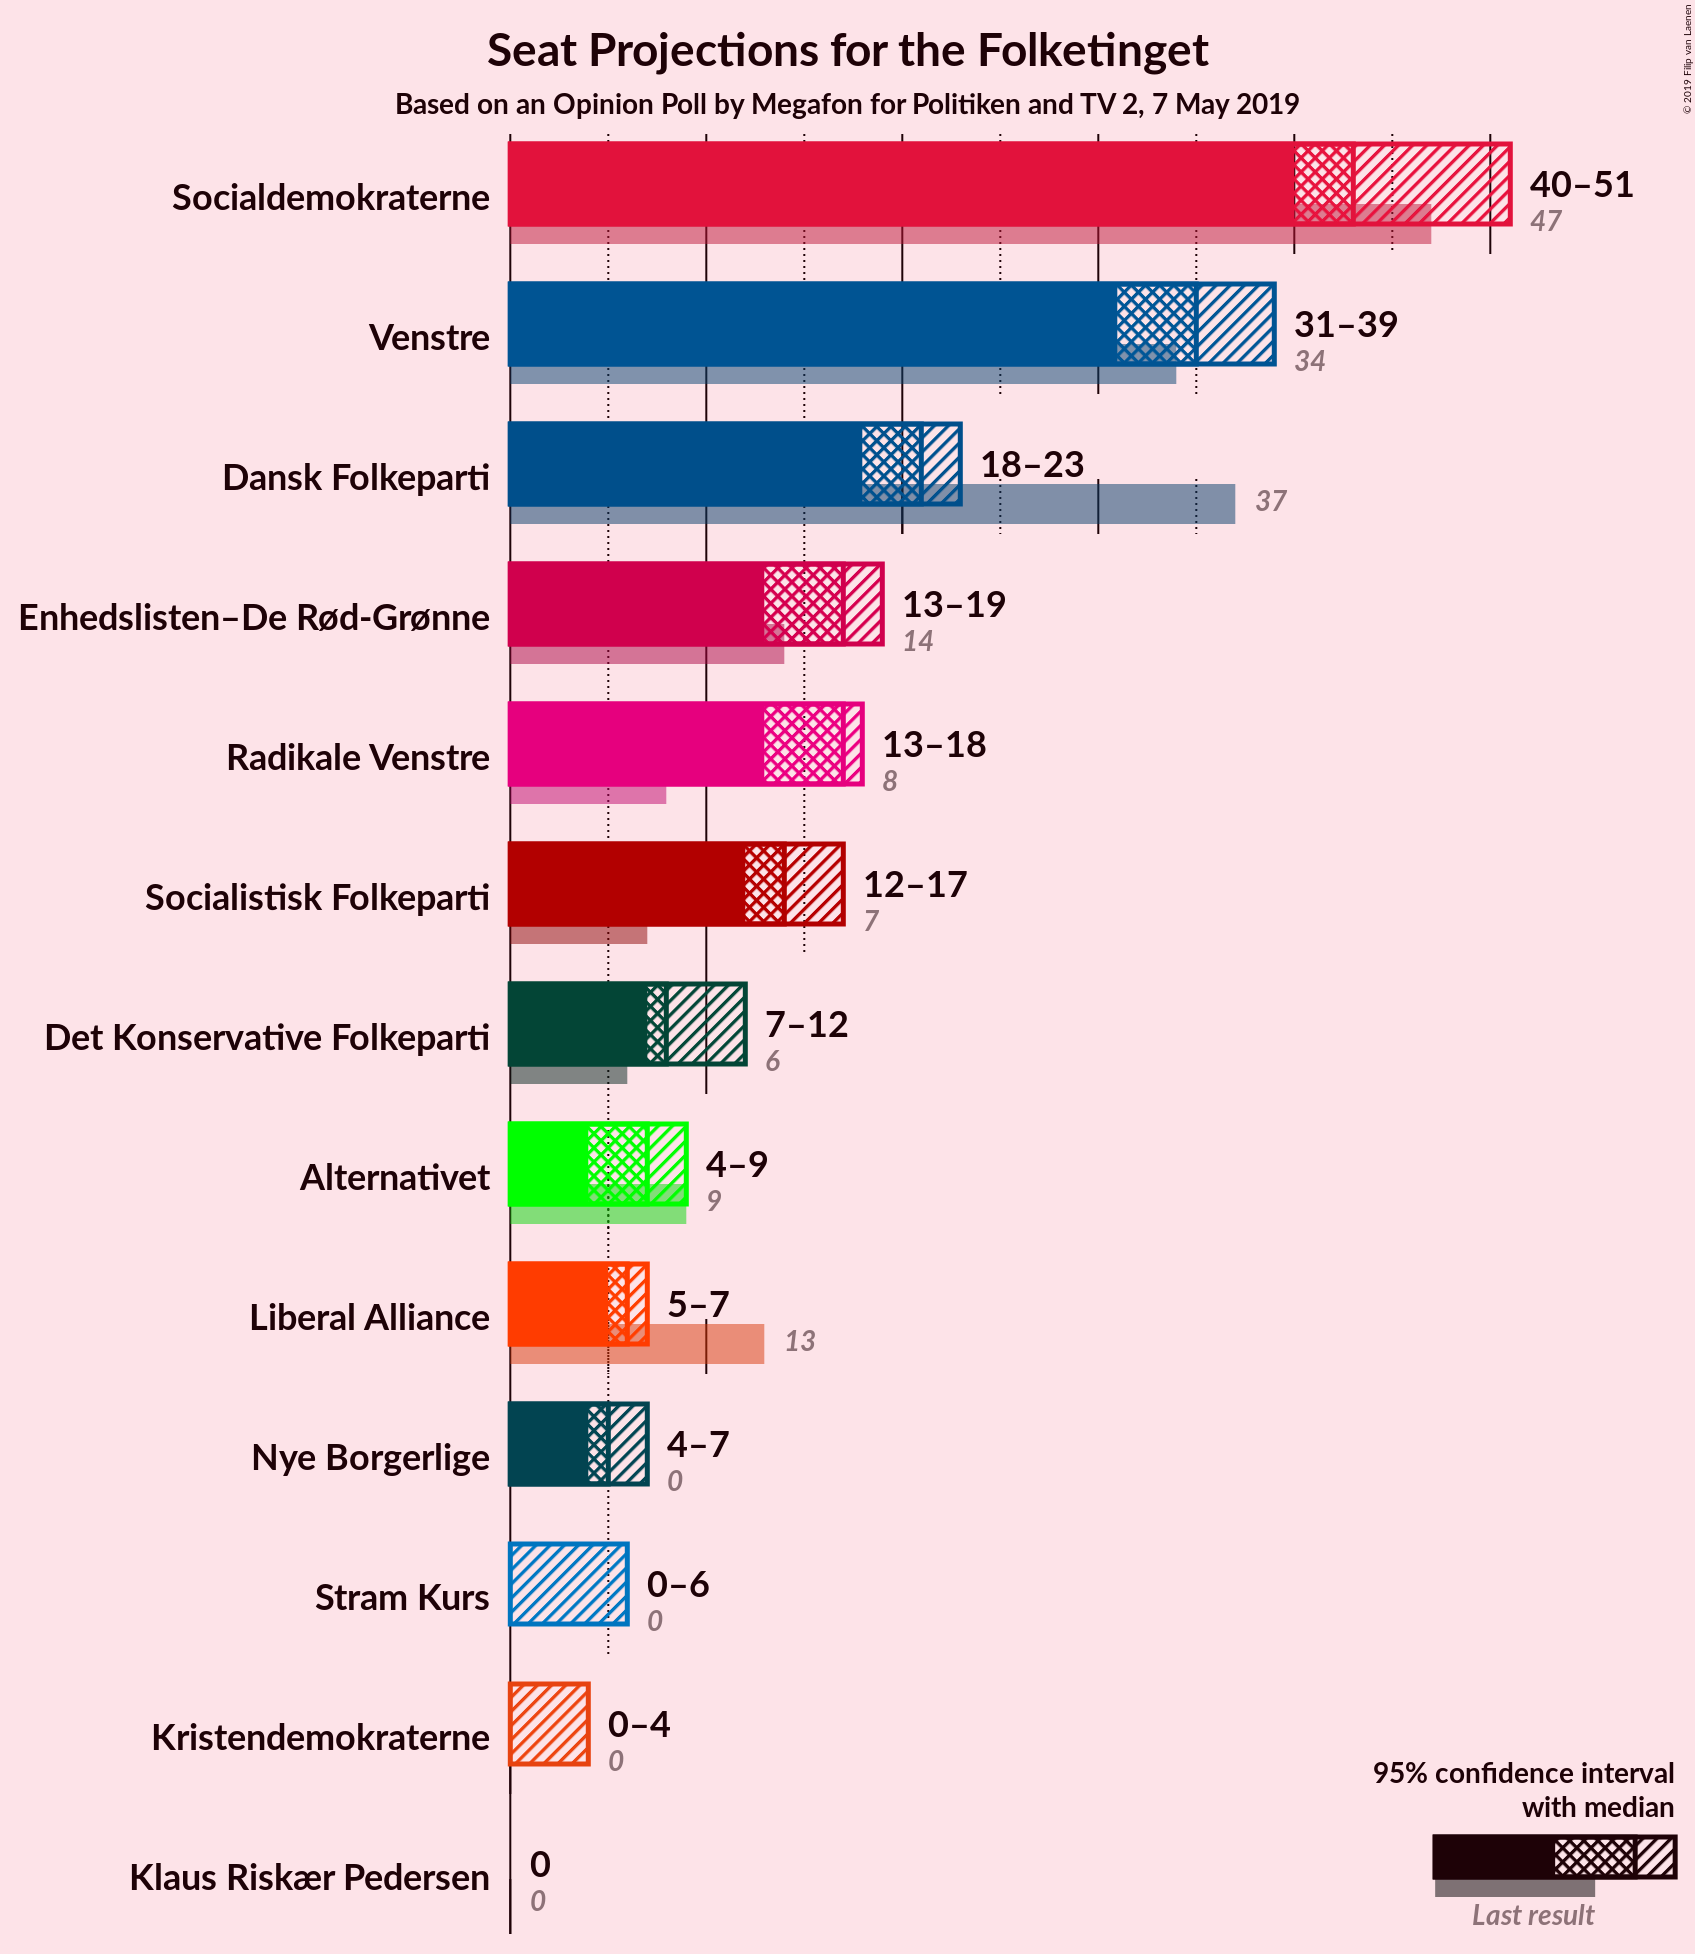 Seat Projections for the Folketinget
Based on an Opinion Poll by Megafon for Politiken and TV 2, 7 May 2019
© 2019 Filip van Laenen
Socialdemokraterne
40–51
47
Venstre
31–39
34
Dansk Folkeparti
18–23
37
Enhedslisten–De Rød-Grønne
13–19
14
Radikale Venstre
13–18
8
Socialistisk Folkeparti
12–17
7
Det Konservative Folkeparti
7–12
6
Alternativet
4–9
9
Liberal Alliance
5–7
13
Nye Borgerlige
4–7
0
Stram Kurs
0–6
0
Kristendemokraterne
0–4
0
Klaus Riskær Pedersen
0
0
95% confidence interval
with median
Last result